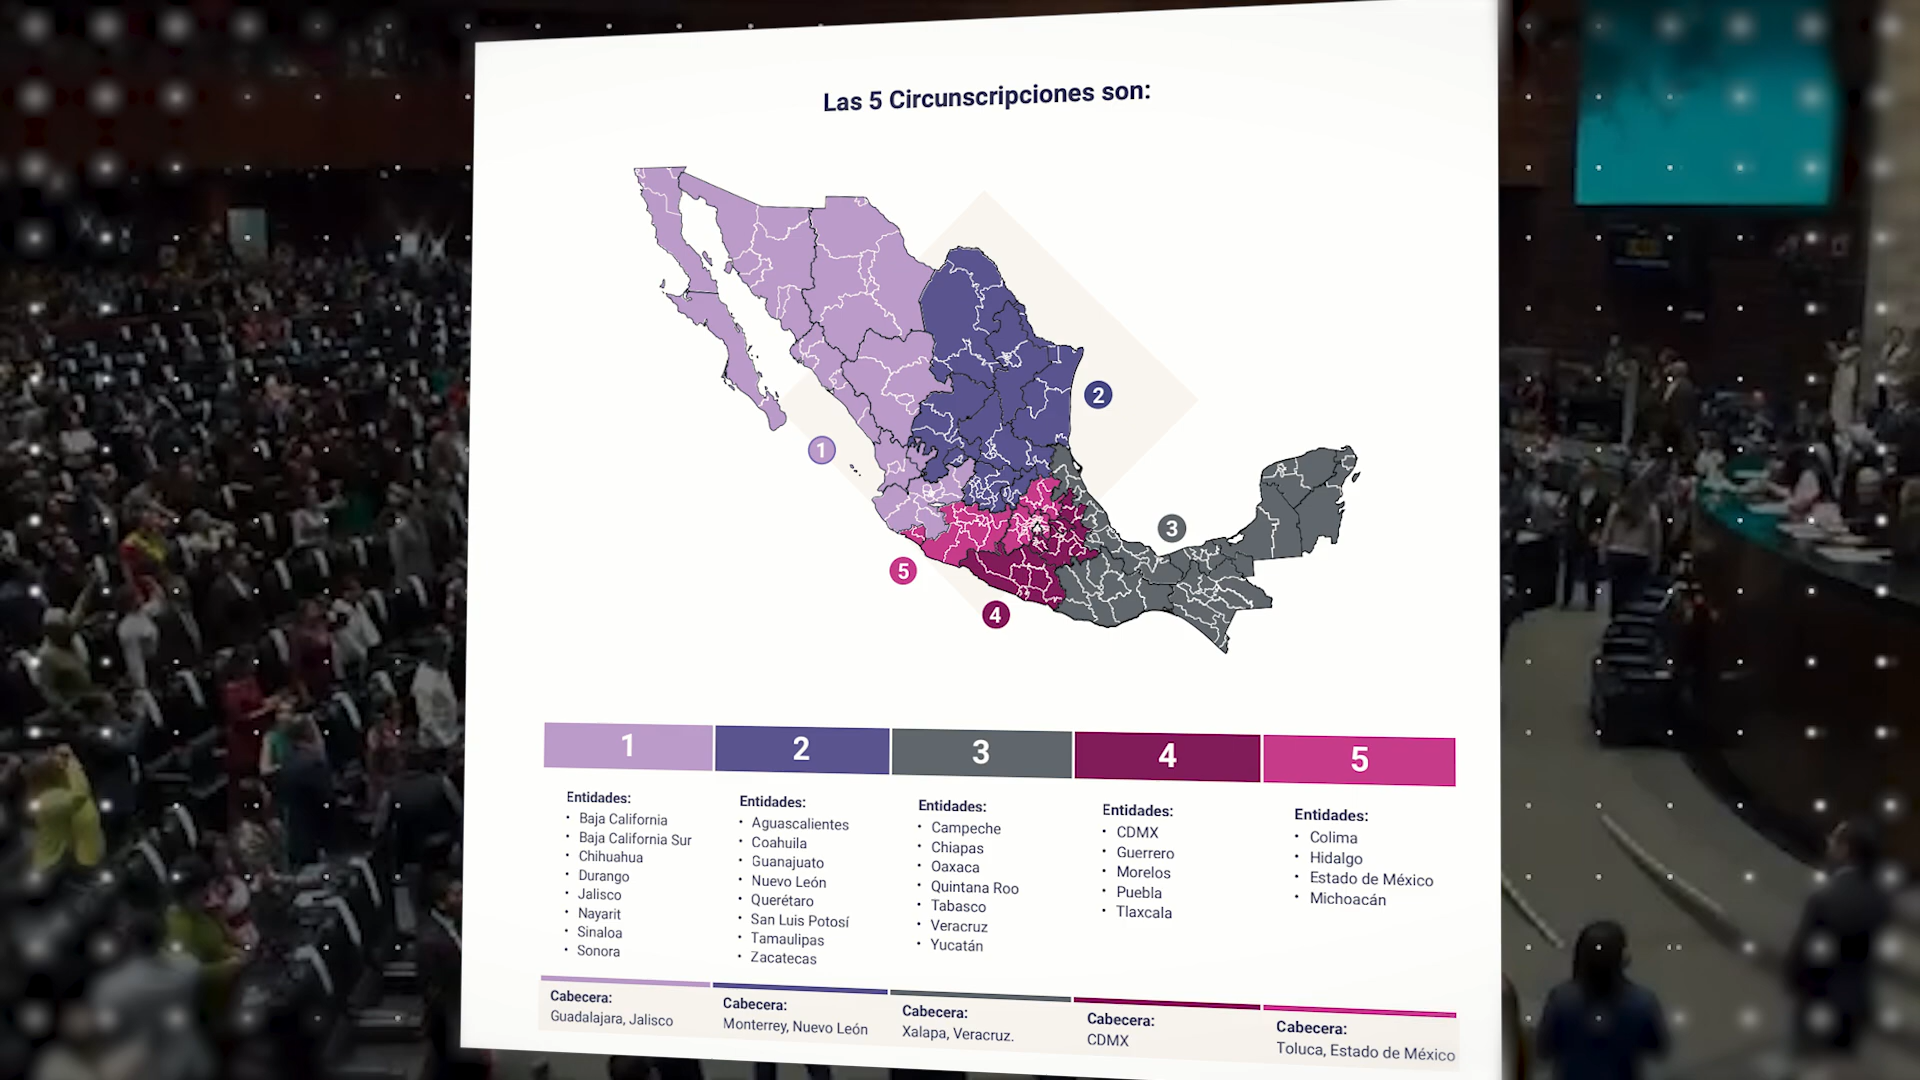 Las 5 Circunscripciones son:
1
2
3
4
5
1
2
3
4
5
Entidades:
• Baja California
• Baja California Sur
• Chihuahua
• Durango
• Jalisco
• Nayarit
• Sinaloa
• Sonora
Entidades:
• Aguascalientes
• Coahuila
• Guanajuato
• Nuevo León
• Querétaro
• San Luis Potosí
• Tamaulipas
• Zacatecas
Entidades:
• Campeche
• Chiapas
• Oaxaca
• Quintana Roo
• Tabasco
• Veracruz
• Yucatán
Entidades:
• CDMX
• Guerrero
• Morelos
• Puebla
• Tlaxcala
Entidades:
• Colima
• Hidalgo
• Estado de México
• Michoacán
Cabecera:
Guadalajara, Jalisco
Cabecera:
Monterrey, Nuevo León
Cabecera:
Xalapa, Veracruz.
Cabecera:
CDMX
Cabecera:
Toluca, Estado de México